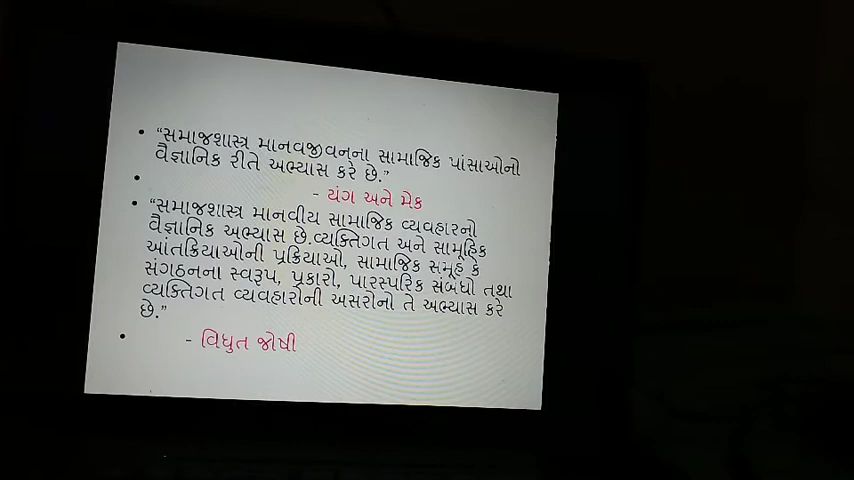 • “સમાજશાસ્ત્ર માનવજીવનના સામાજિક પાંસાઓનો
વૈજ્ઞાનિક રીતે અભ્યાસ કરે છે.”
•
- યંગ અને મેક
• “સમાજશાસ્ત્ર માનવીય સામાજિક વ્યવહારનો
વૈજ્ઞાનિક અભ્યાસ છે.વ્યક્તિગત અને સામૂહિક
આંતક્રિયાઓની પ્રક્રિયાઓ, સામાજિક સમૂહ કે
સંગઠનના સ્વરૂપ, પ્રકારો, પારસ્પરિક સંબંધો તથા
વ્યક્તિગત વ્યવહારોની અસરોનો તે અભ્યાસ કરે
છે.”
• - વિધુત જોષી